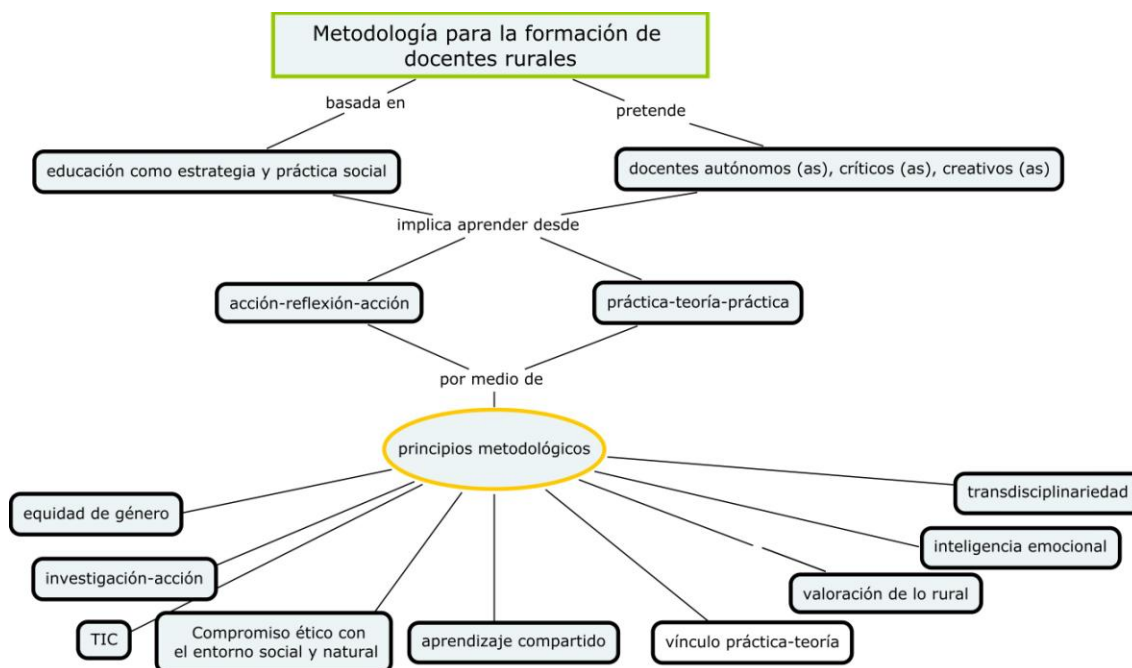 Metodología para la formación de
docentes rurales
basada en
pretende
educación como estrategia y práctica social
docentes autónomos (as), críticos (as), creativos (as)
implica aprender desde
acción-reflexión-acción
práctica-teoría-práctica
por medio de
principios metodológicos
equidad de género
transdisciplinariedad
inteligencia emocional
investigación-acción
valoración de lo rural
TIC
Compromiso ético con
el entorno social y natural
aprendizaje compartido
vínculo práctica-teoría